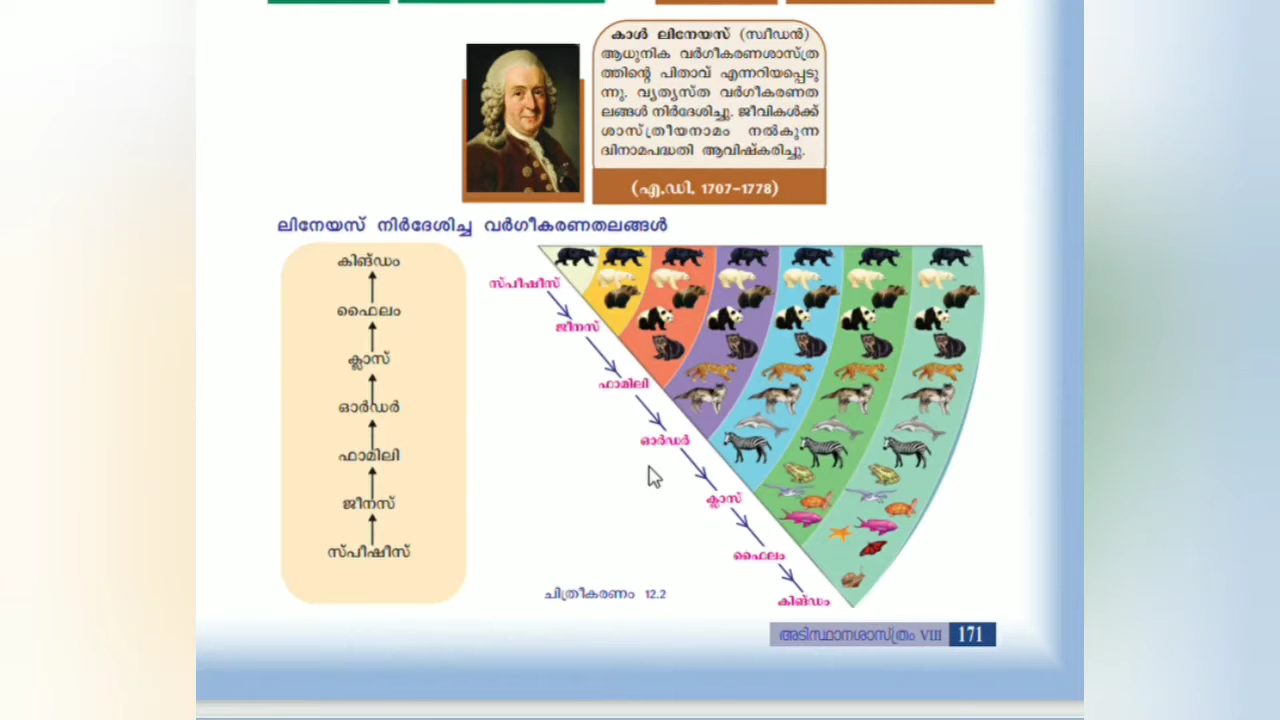 കാൾ ലിനേയസ് (സ്വീഡൻ)
ആധുനിക വർഗീകരണശാസ്ത്ര
ത്തിന്റെ പിതാവ് എന്നറിയപ്പെടു
ന്നു. വ്യത്യസ്ത വർഗീകരണത
ലങ്ങൾ നിർദേശിച്ചു. ജീവികൾക്ക്
ശാസ്ത്രീയനാമം നൽകുന്ന
ദ്വിനാമപദ്ധതി ആവിഷ്കരിച്ചു.
(എ.ഡി. 1707-1778)
ലിനേയസ് നിർദേശിച്ച വർഗീകരണതലങ്ങൾ
കിങ്ഡം
ഫൈലം
ക്ലാസ്
ഓർഡർ
ഫാമിലി
ജീനസ്
സ്പീഷീസ്
സ്പീഷീസ്
ജീനസ്
ഫാമിലി
ഓർഡർ
ക്ലാസ്
ഫൈലം
കിങ്ഡം
ചിത്രീകരണം 12.2
അടിസ്ഥാനശാസ്ത്രം VIII 171